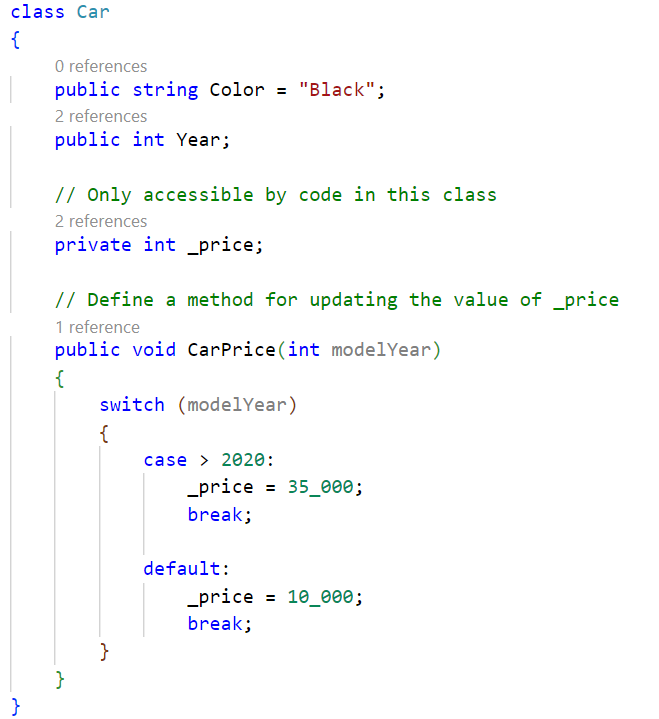 class Car
{
0 references
public string Color = "Black";
2 references
public int Year;
// Only accessible by code in this class
2 references
private int _price;
// Define a method for updating the value of _price
1 reference
public void CarPrice(int modelYear)
{
switch (modelYear)
{
case > 2020:
_price = 35_000;
break;
default:
_price = 10_000;
break;
}
}
}